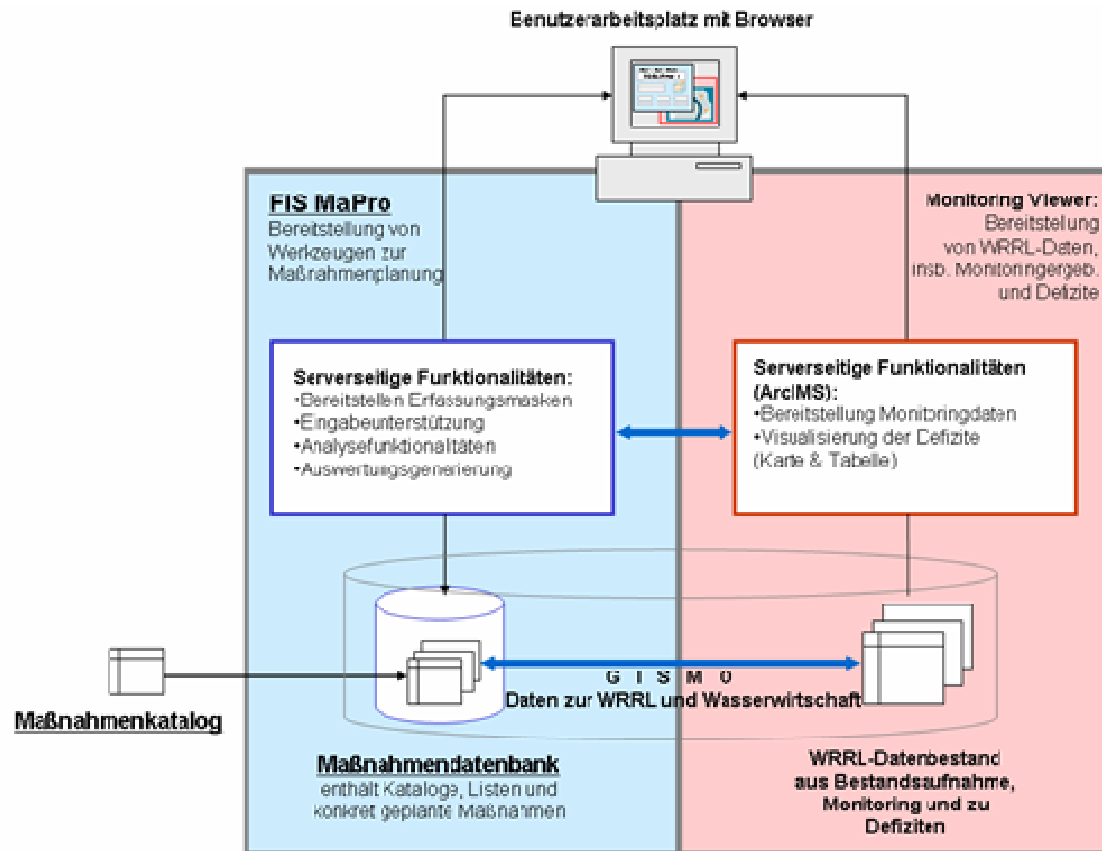 Eenutzerarbeitsplatz mit Browser
FIS MaPro
Bereitstellung von
Werkzeugen zur
Maßnahmenplanung
Monitoring Viewer:
Bereitstellung
von WRRL-Daten,
insb. Monitoringergeb.
und Defizite
Serverseitige Funktionalitäten:
•Bereitstellen Erfassungsmasken
•Eingabeunterstützung
•Analysefunktionalitäten
•Auswertungsgenerierung
Serverseitige Funktionalitäten
(ArcIMS):
•Bereitstellung Monitoringdaten
•Visualisierung der Defizite
(Karte & Tabelle)
G I S M O
Daten zur WRRL und Wasserwirtschaft
Maßnahmenkatalog
Maßnahmendatenbank
enthält Kataloge, Listen und
konkret geplante Maßnahmen
WRRL-Datenbestand
aus Bestandsaufnahme,
Monitoring und zu
Defiziten